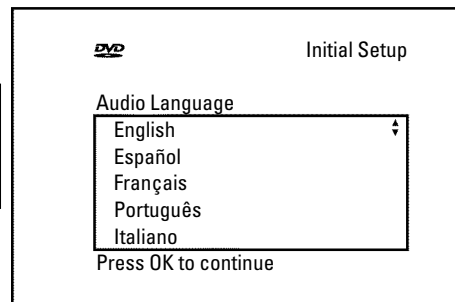 DVD
Initial Setup
Audio Language
English
Español
Français
Português
Italiano
Press OK to continue